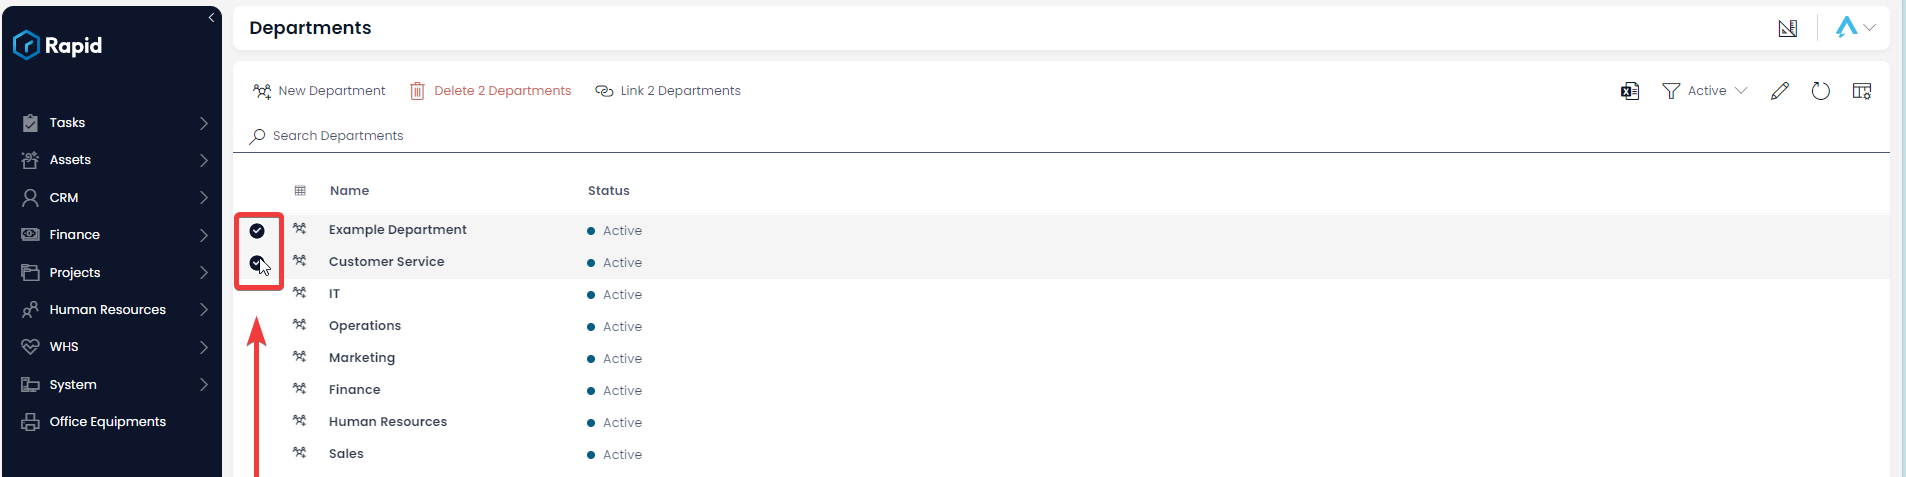 Rapid
Tasks
Assets
CRM
Finance
Projects
Human Resources
WHS
System
Office Equipments
Departments
New Department Delete 2 Departments Link 2 Departments Active
Search Departments
Name Status
Example Department Active
Customer Service Active
IT Active
Operations Active
Marketing Active
Finance Active
Human Resources Active
Sales Active